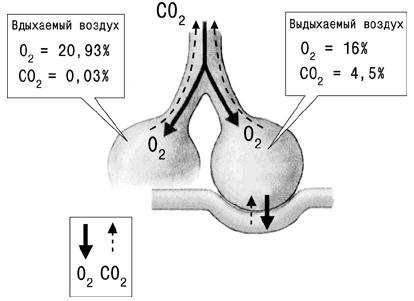 CO2
Вдыхаемый воздух
O2 = 20,93%
CO2 = 0,03%
Выдыхаемый воздух
O2 = 16%
CO2 = 4,5%
O2
O2
O2 CO2